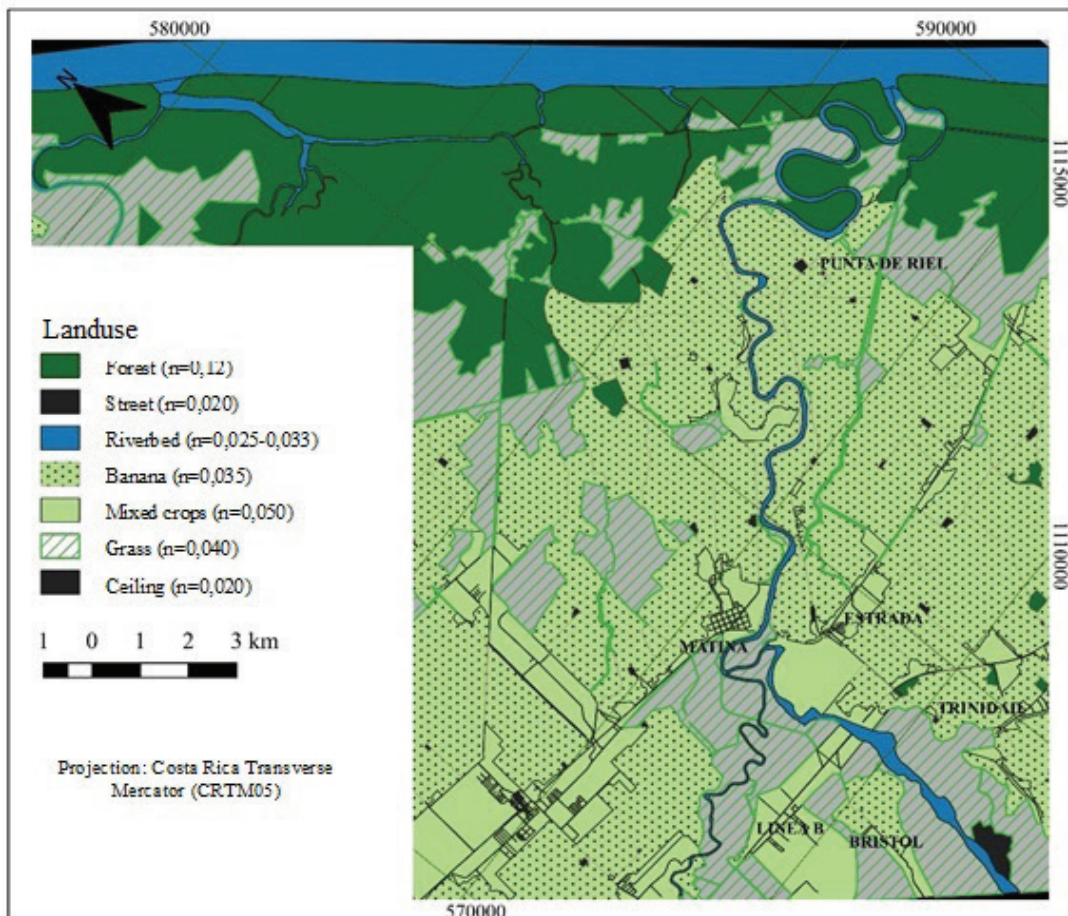 580000
590000
N
1115000
PUNTA DE RIEL
Landuse
Forest (n=0,12)
Street (n=0,020)
Riverbed (n=0,025-0,033)
Banana (n=0,035)
Mixed crops (n=0,050)
Grass (n=0,040)
Ceiling (n=0,020)
1110000
MATINA
ESTRADA
1 0 1 2 3 km
TRINIDAD
Projection: Costa Rica Transverse
Mercator (CRTM05)
LINEA B
BRISTOL
570000